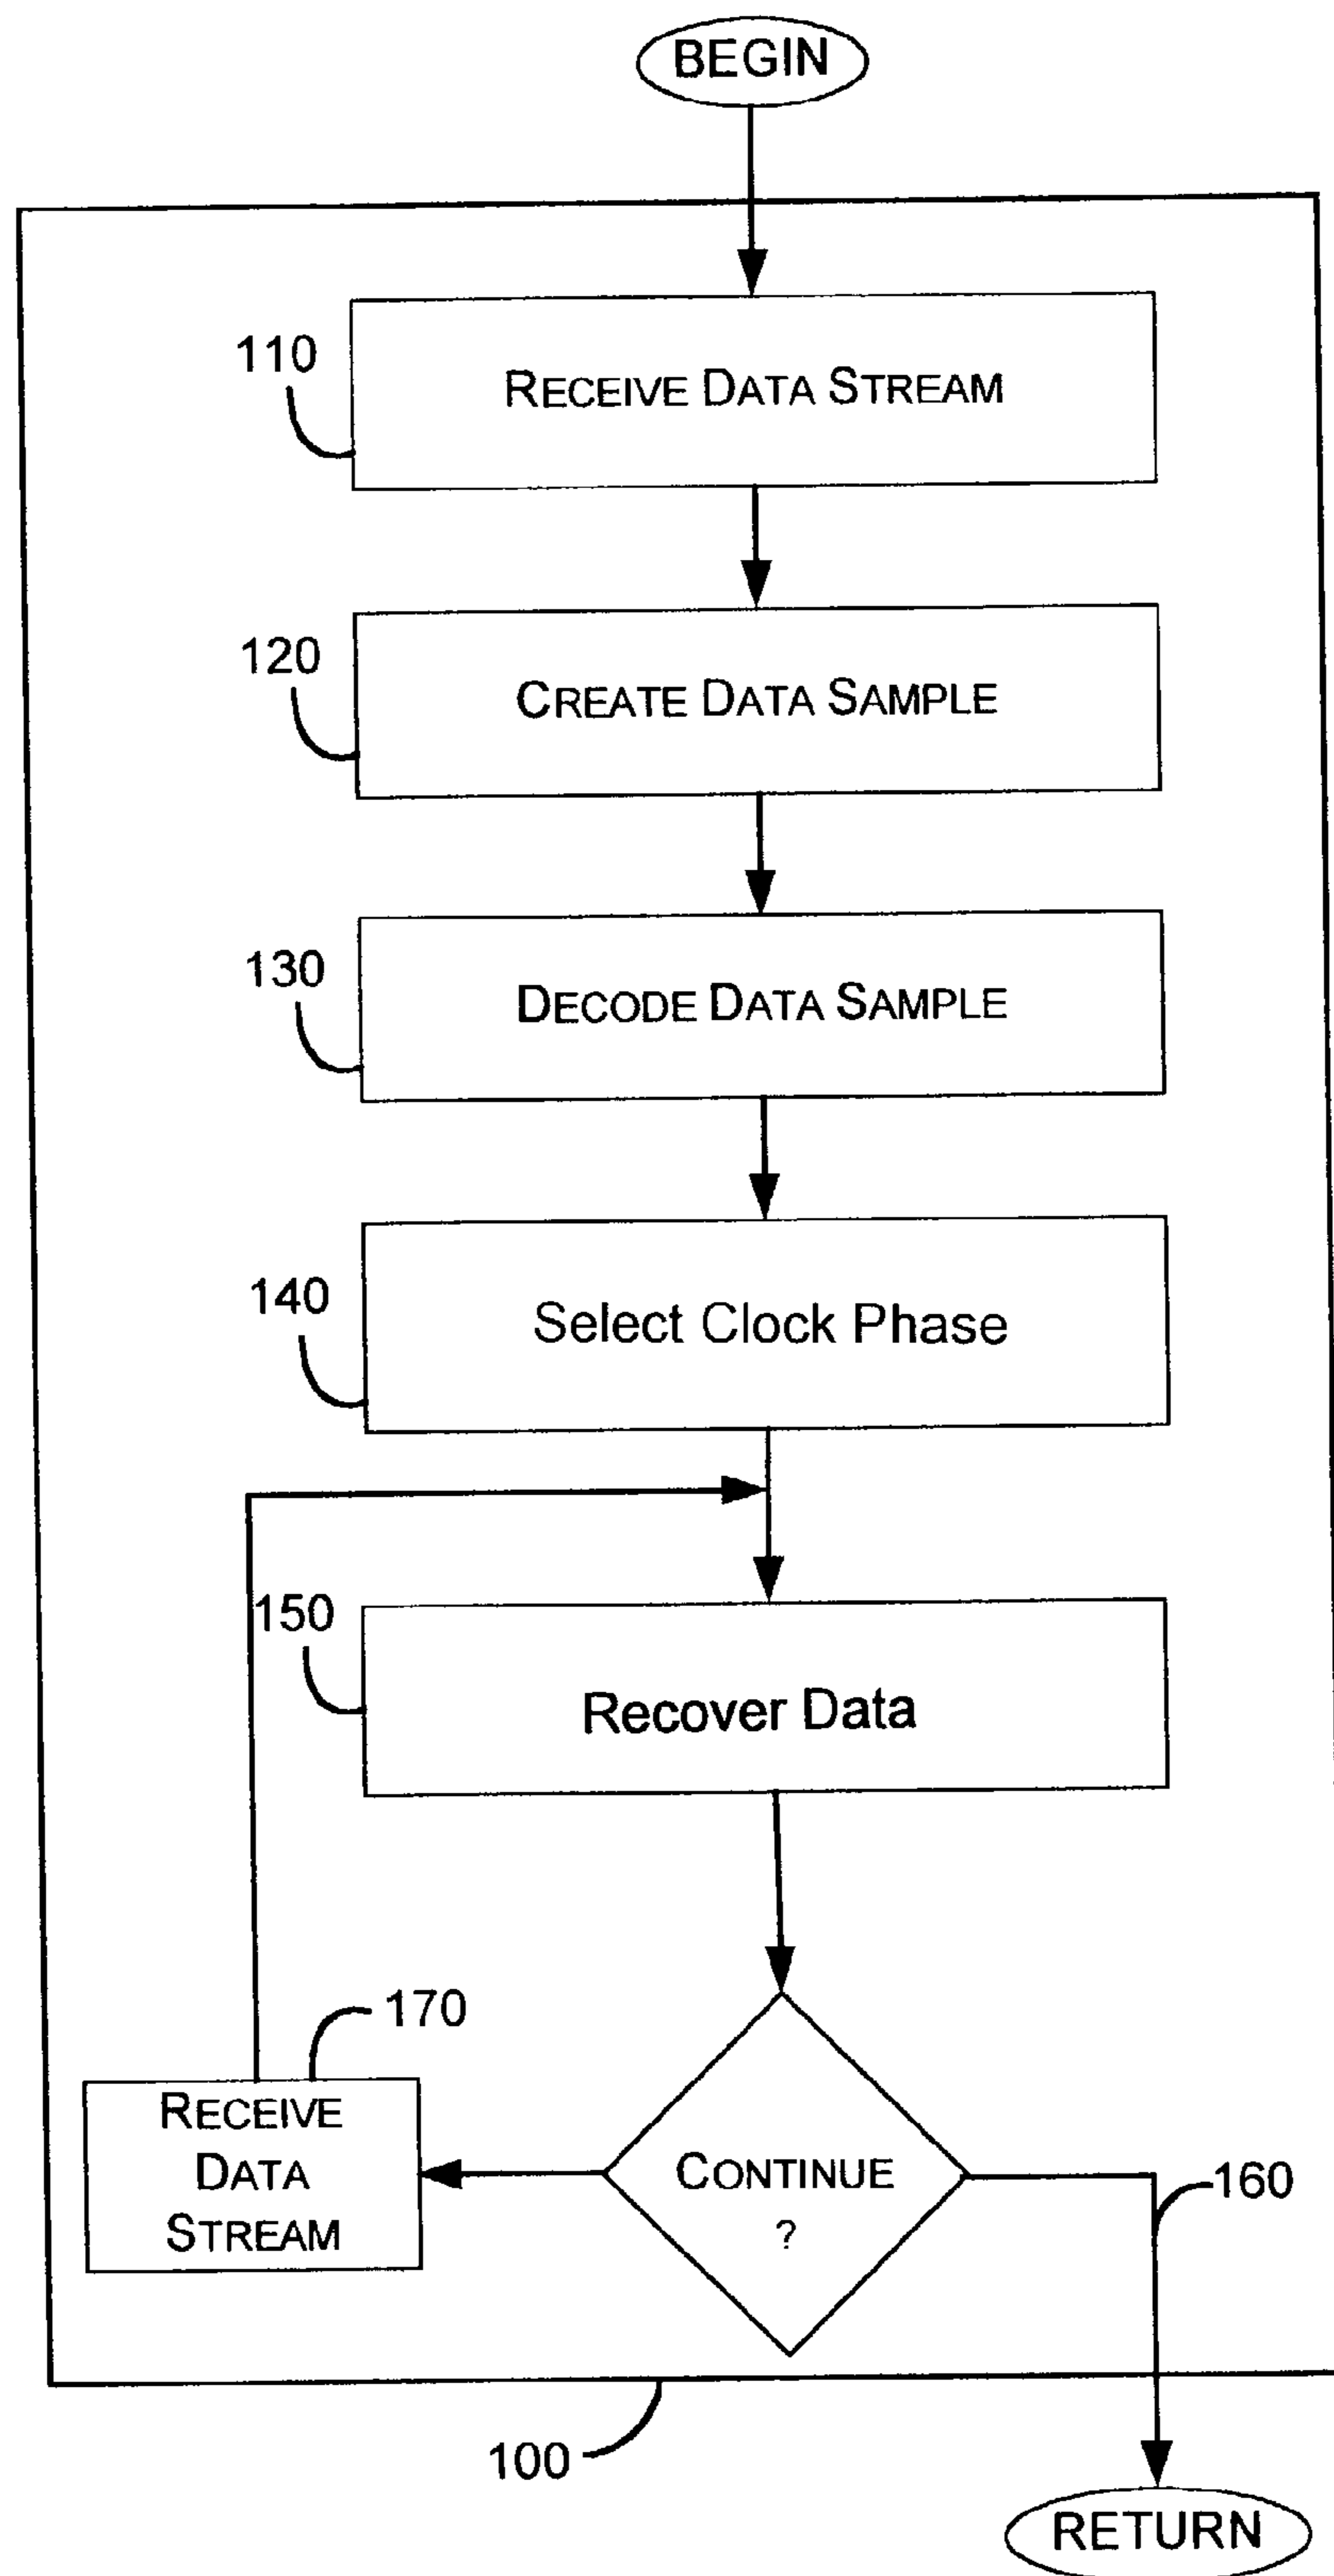 BEGIN
110
RECEIVE DATA STREAM
120
CREATE DATA SAMPLE
130
DECODE DATA SAMPLE
140
Select Clock Phase
150
Recover Data
170
RECEIVE
DATA
STREAM
CONTINUE
?
160
100
RETURN